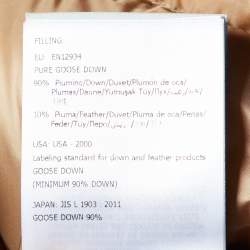 FILLING:
EU: EN12934
PURE GOOSE DOWN
90% Piumino/Down/Duvet/Plumon de oca/
Plumas/Daune/Yumuşak Tüy/Пух/
10% Piuma/Feather/Duvet/Pluma de oca/Penas/
Feder/Tüy/Перо/
USA: USA - 2000
Labeling standard for down and feather products
GOOSE DOWN
(MINIMUM 90% DOWN)
JAPAN: JIS L 1903 : 2011
GOOSE DOWN 90%